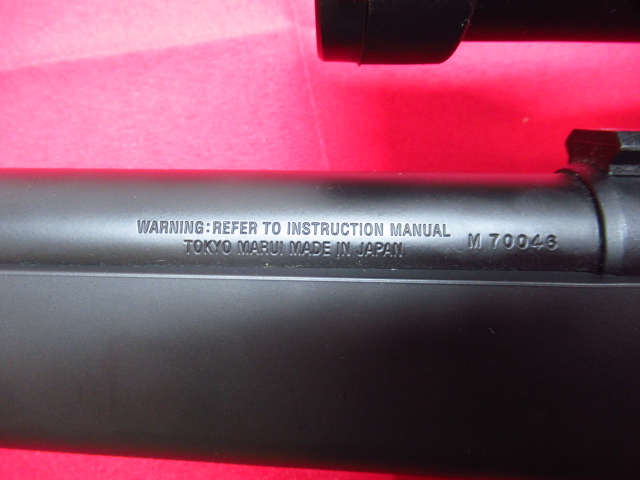 WARNING:REFER TO INSTRUCTION MANUAL
TOKYO MARUI MADE IN JAPAN
M 70046